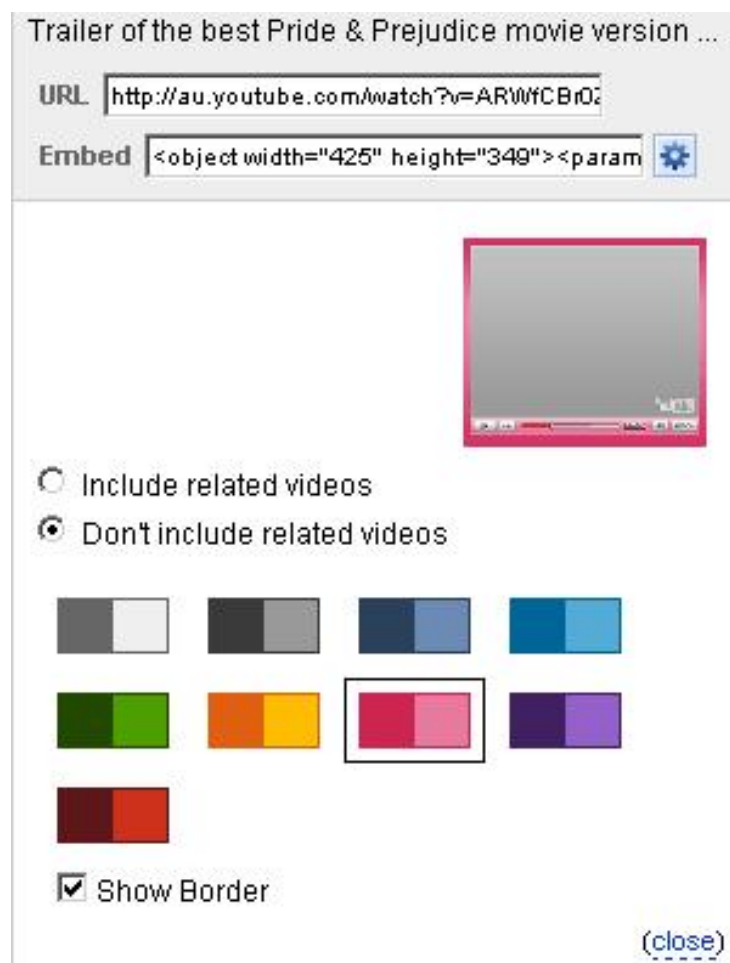 Trailer of the best Pride & Prejudice movie version ...
URL http://au.youtube.com/watch?v=ARWfCBr0
Embed <object width="425" height="349"><param
Include related videos
Don't include related videos
Show Border
(close)